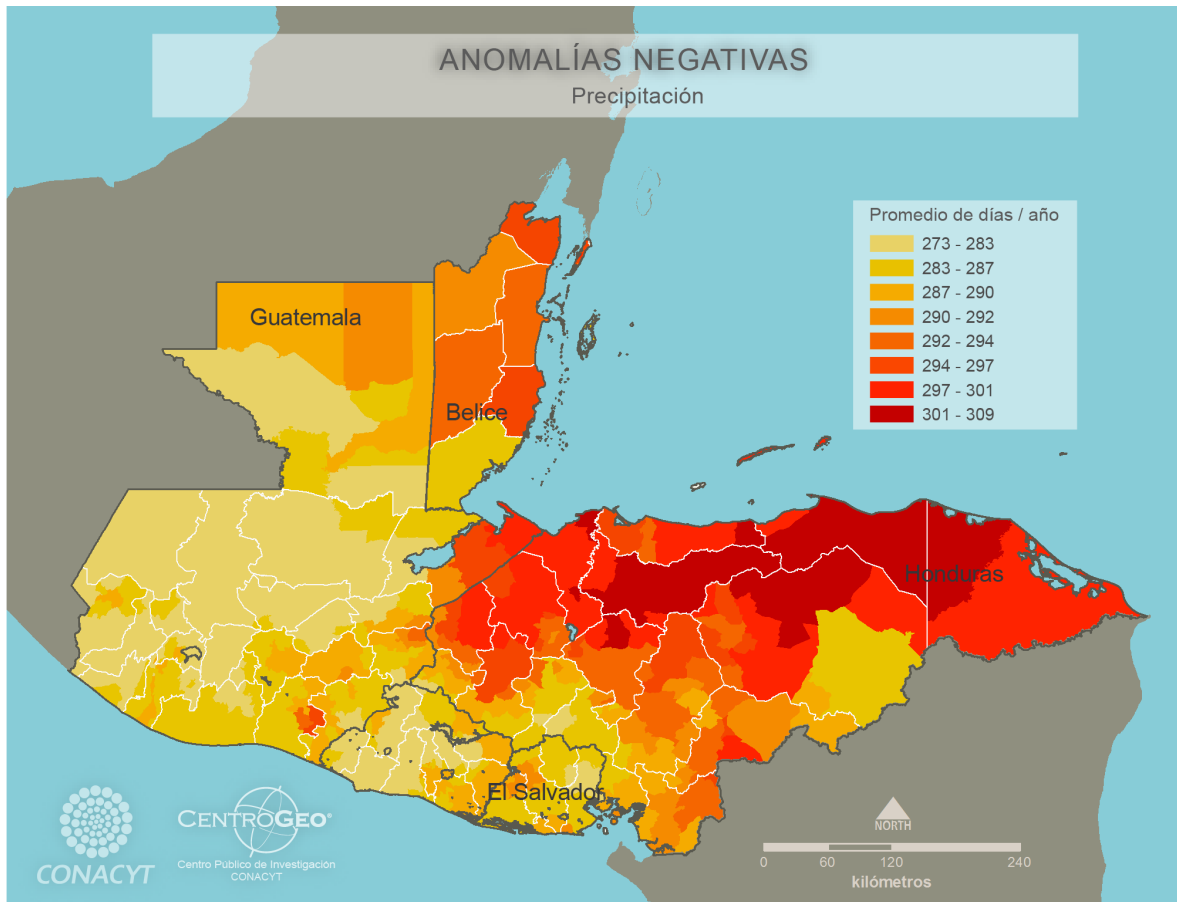 ANOMALÍAS NEGATIVAS
Precipitación
Promedio de días / año
273 - 283
283 - 287
287 - 290
290 - 292
292 - 294
294 - 297
297 - 301
301 - 309
Guatemala
Belice
Honduras
El Salvador
CONACYT
CENTROGEO®
Centro Público de Investigación
CONACYT
NORTH
0 60 120 240
kilómetros